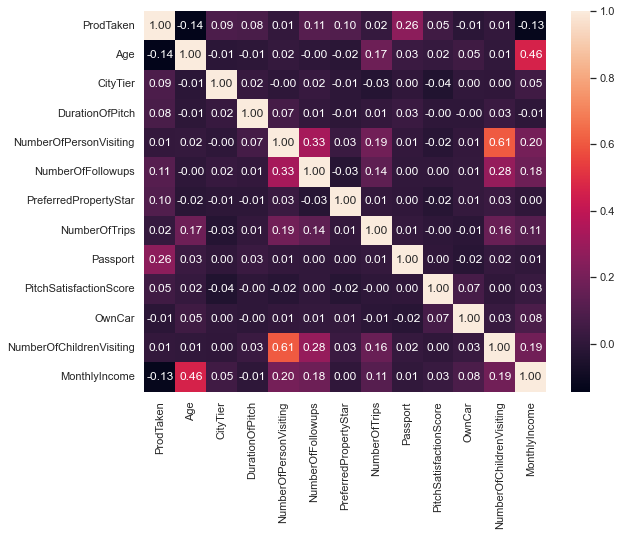 ProdTaken 1.00 -0.14 0.09 0.08 0.01 0.11 0.10 0.02 0.26 0.05 -0.01 0.01 -0.13
Age -0.14 1.00 -0.01 -0.01 0.02 -0.00 -0.02 0.17 0.03 0.02 0.05 0.01 0.46
CityTier 0.09 -0.01 1.00 0.02 -0.00 0.02 -0.01 -0.03 0.00 -0.04 0.00 0.00 0.05
DurationOfPitch 0.08 -0.01 0.02 1.00 0.07 0.01 -0.01 0.01 0.03 -0.00 -0.00 0.03 -0.01
NumberOfPersonVisiting 0.01 0.02 -0.00 0.07 1.00 0.33 0.03 0.19 0.01 -0.02 0.01 0.61 0.20
NumberOfFollowups 0.11 -0.00 0.02 0.01 0.33 1.00 -0.03 0.14 0.00 0.00 0.01 0.28 0.18
PreferredPropertyStar 0.10 -0.02 -0.01 -0.01 0.03 -0.03 1.00 0.01 0.00 -0.02 0.01 0.03 0.00
NumberOfTrips 0.02 0.17 -0.03 0.01 0.19 0.14 0.01 1.00 0.01 -0.00 -0.01 0.16 0.11
Passport 0.26 0.03 0.00 0.03 0.01 0.00 0.00 0.01 1.00 0.00 -0.02 0.02 0.01
PitchSatisfactionScore 0.05 0.02 -0.04 -0.00 -0.02 0.00 -0.02 -0.00 0.00 1.00 0.07 0.00 0.03
OwnCar -0.01 0.05 0.00 -0.00 0.01 0.01 0.01 -0.01 -0.02 0.07 1.00 0.03 0.08
NumberOfChildrenVisiting 0.01 0.01 0.00 0.03 0.61 0.28 0.03 0.16 0.02 0.00 0.03 1.00 0.19
MonthlyIncome -0.13 0.46 0.05 -0.01 0.20 0.18 0.00 0.11 0.01 0.03 0.08 0.19 1.00
ProdTaken
Age
CityTier
DurationOfPitch
NumberOfPersonVisiting
NumberOfFollowups
PreferredPropertyStar
NumberOfTrips
Passport
PitchSatisfactionScore
OwnCar
NumberOfChildrenVisiting
MonthlyIncome
1.0
0.8
0.6
0.4
0.2
0.0